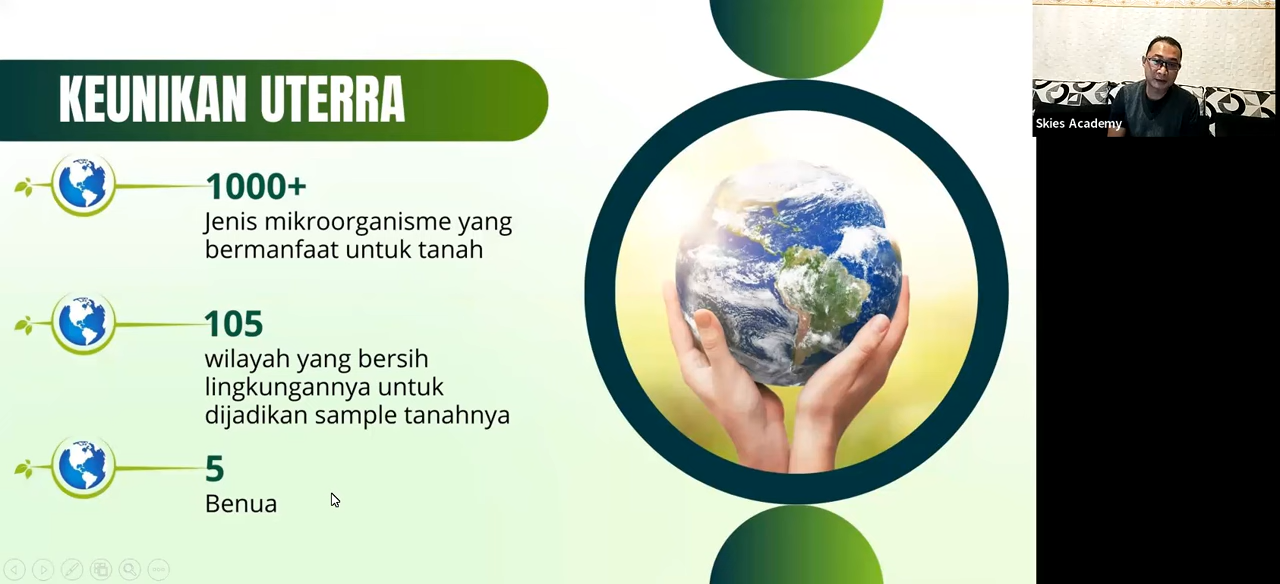 KEUNIKAN UTERRA
1000+
Jenis mikroorganisme yang
bermanfaat untuk tanah
105
wilayah yang bersih
lingkungannya untuk
dijadikan sample tanahnya
5
Benua
Skies Academy